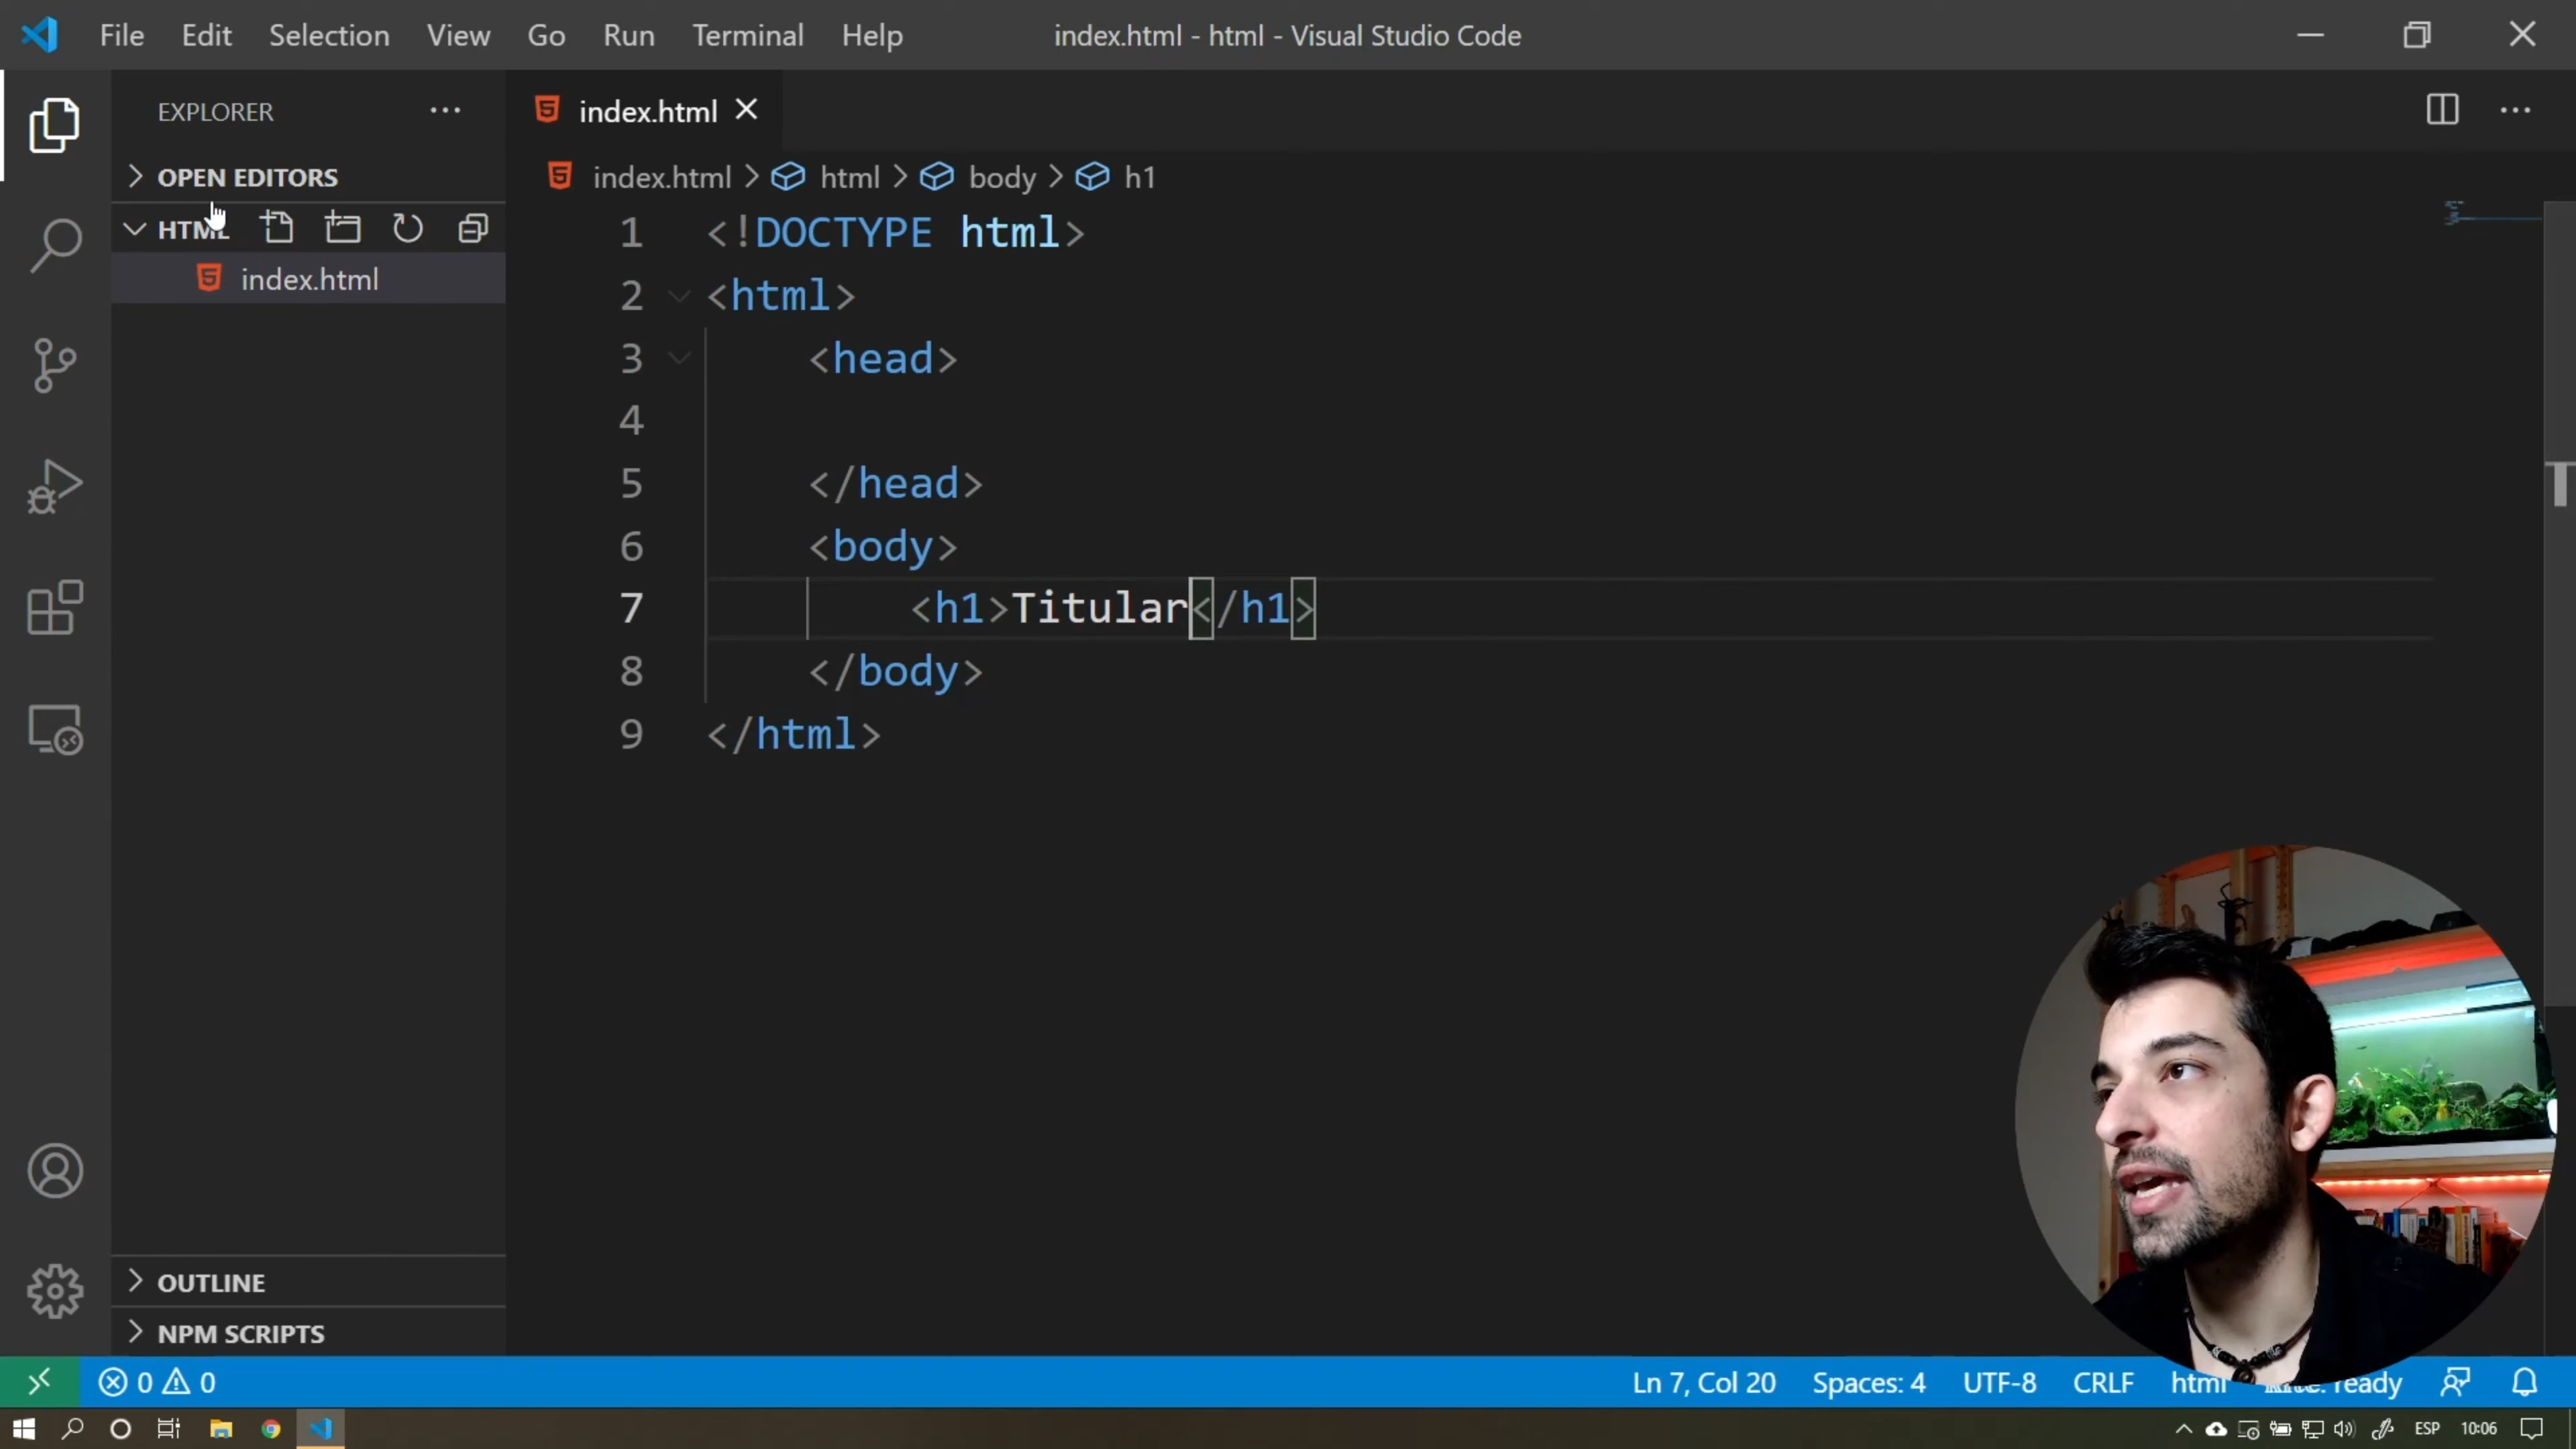 File Edit Selection View Go Run Terminal Help
index.html - html - Visual Studio Code
EXPLORER
OPEN EDITORS
HTML
index.html
index.html
index.html > html > body > h1
1 <!DOCTYPE html>
2 <html>
3 <head>
4
5 </head>
6 <body>
7 <h1>Titular</h1>
8 </body>
9 </html>
OUTLINE
NPM SCRIPTS
0 0
Ln 7, Col 20 Spaces: 4 UTF-8 CRLF html ready
ESP 10:06